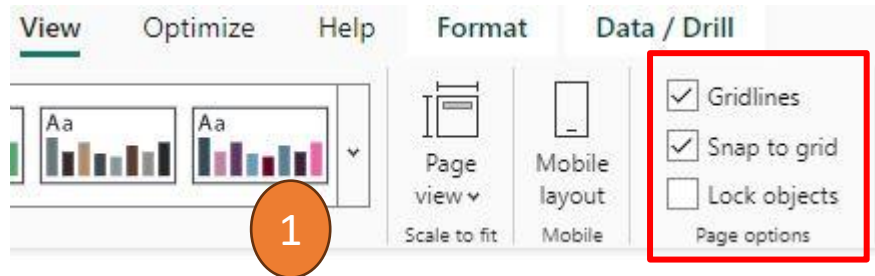 View Optimize Help Format Data / Drill
Aa Aa
Page view
Mobile layout
Gridlines
Snap to grid
Lock objects
1
Scale to fit Mobile Page options